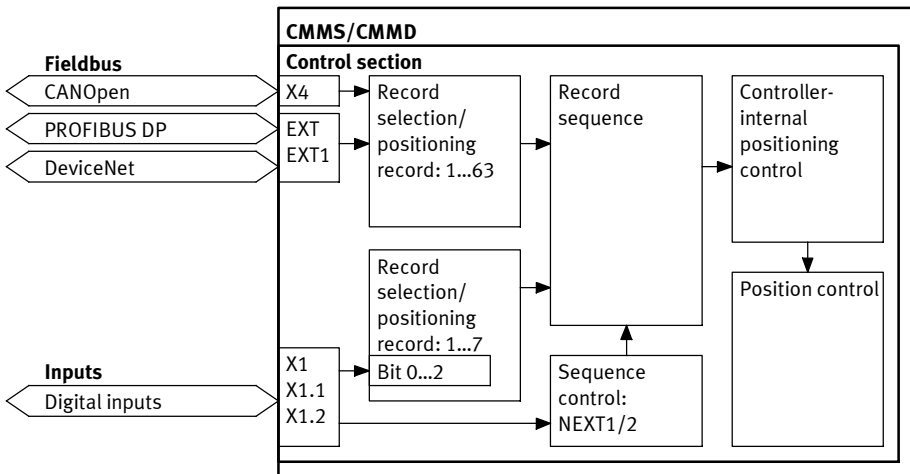 CMMS/CMMD
Control section
Fieldbus
CANOpen
PROFIBUS DP
DeviceNet
X4
EXT
EXT1
Record
selection/
positioning
record: 1...63
Record
sequence
Controller-
internal
positioning
control
Record
selection/
positioning
record: 1...7
Bit 0...2
Position control
Inputs
Digital inputs
X1
X1.1
X1.2
Sequence
control:
NEXT1/2